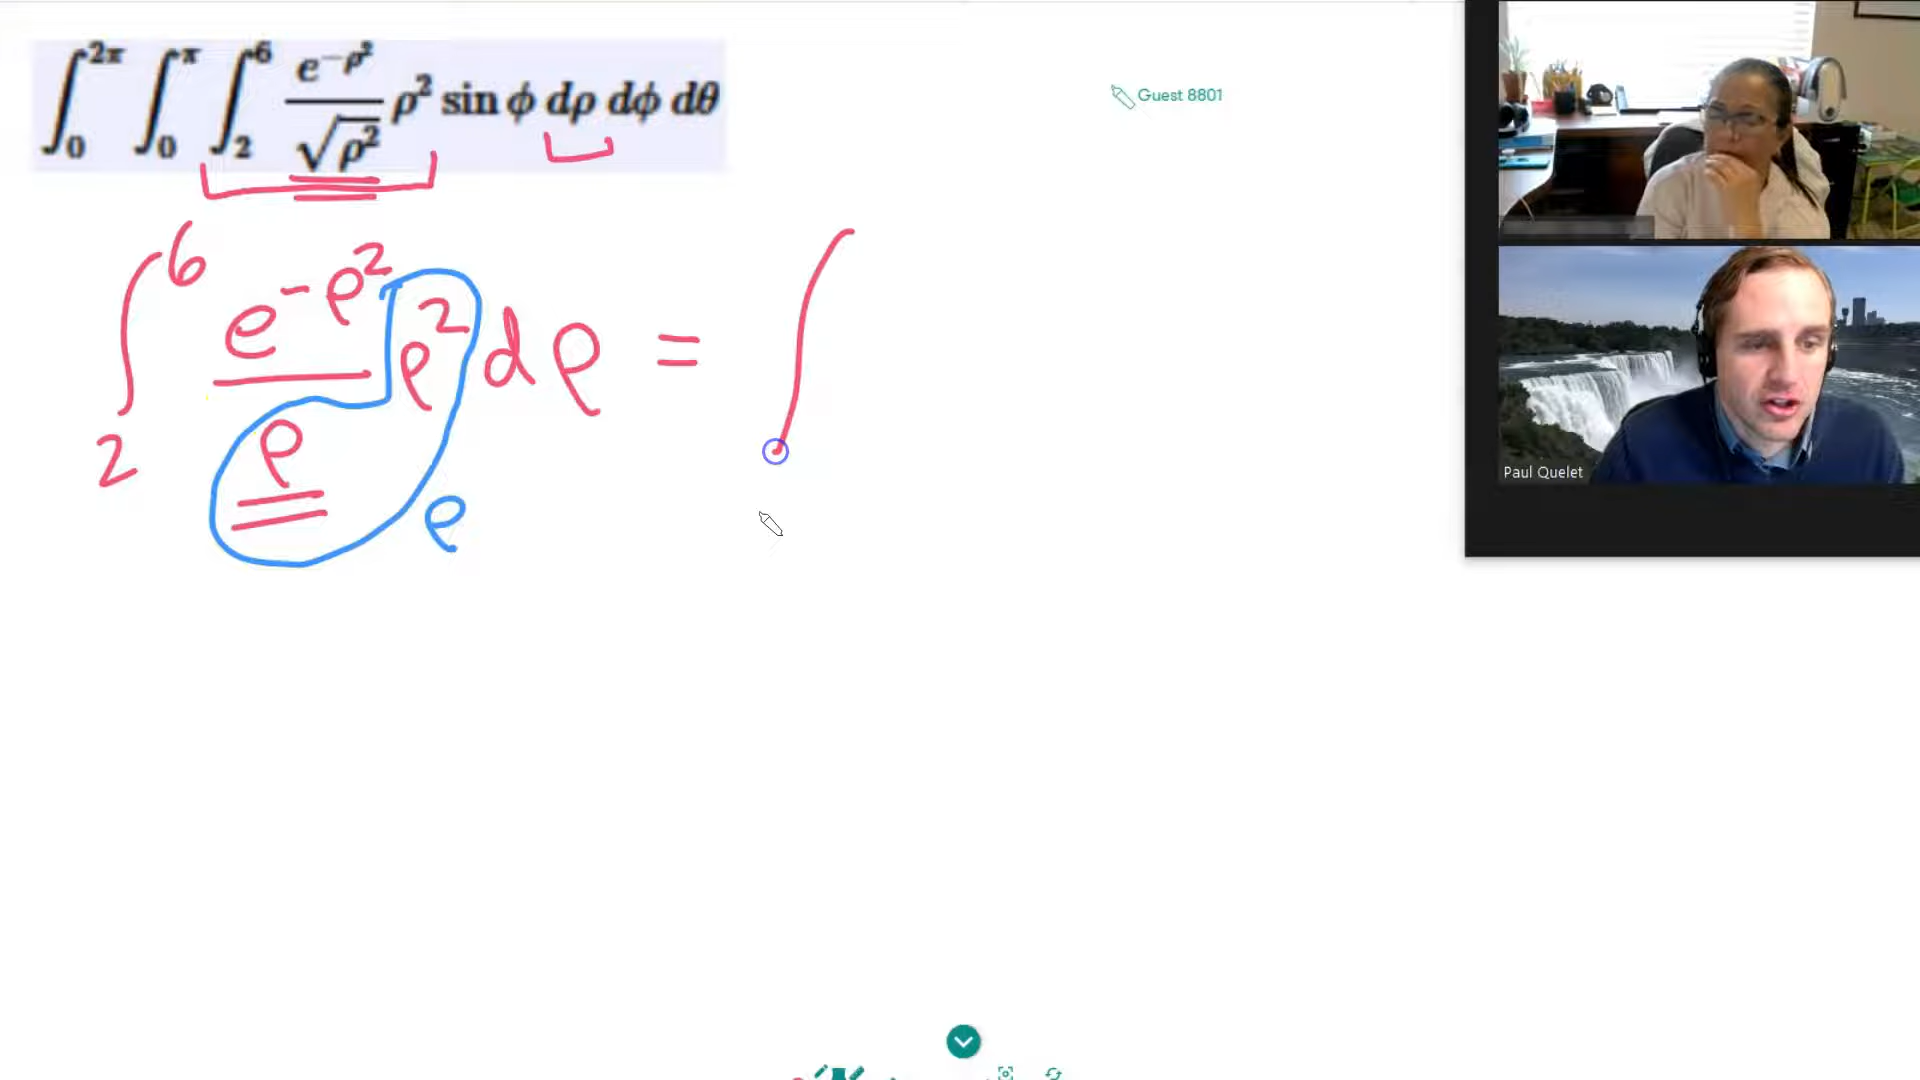 ∫₀^{2π} ∫₀^{π} ∫₂^{6} e^{-ρ²}/√ρ² ρ² sin φ dρ dφ dθ
Guest 8801
∫₂^{6} e^{-ρ²}/ρ ρ² dρ = ∫
ρ
Paul Quelet